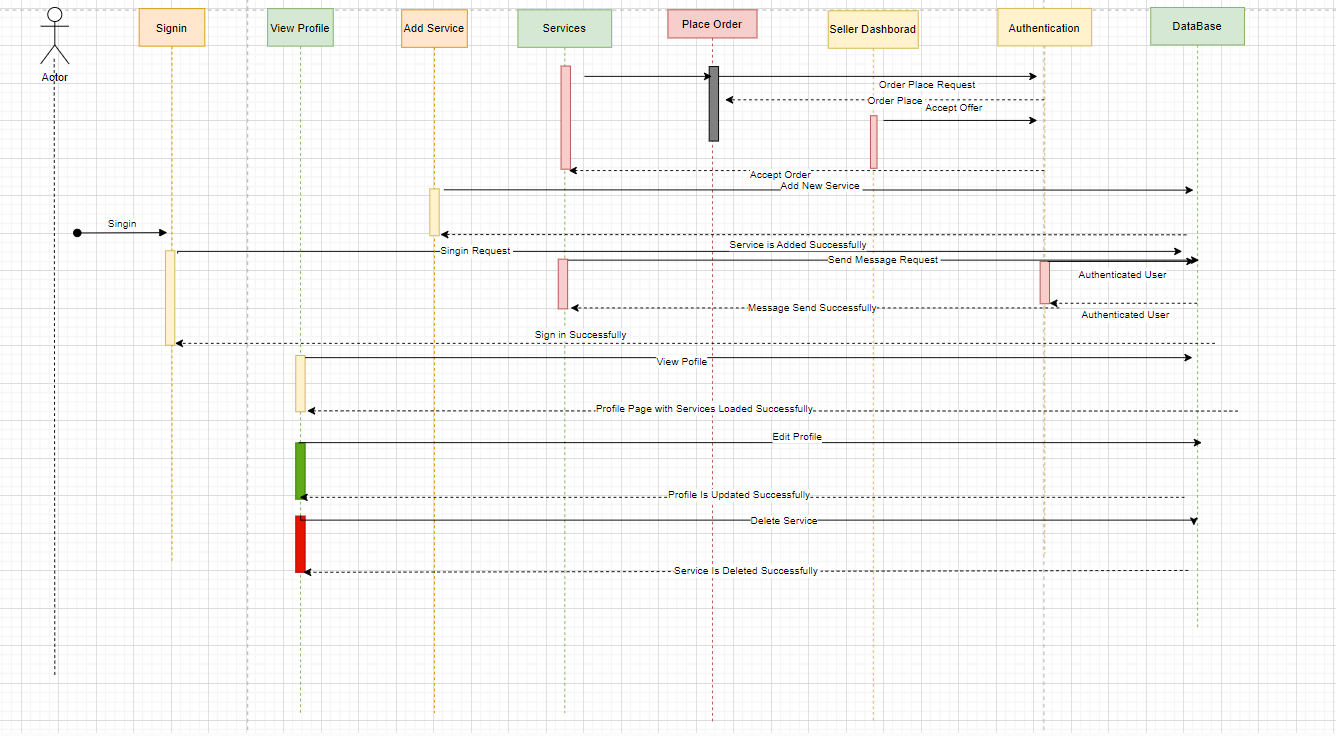 Signin
View Profile
Add Service
Services
Place Order
Seller Dashborad
Authentication
DataBase
Actor
Order Place Request
Order Place
Accept Offer
Accept Order
Add New Service
Singin
Service is Added Successfully
Singin Request
Send Message Request
Authenticated User
Message Send Successfully
Authenticated User
Sign in Successfully
View Pofile
Profile Page with Services Loaded Successfully
Edit Profile
Profile Is Updated Successfully
Delete Service
Service Is Deleted Successfully